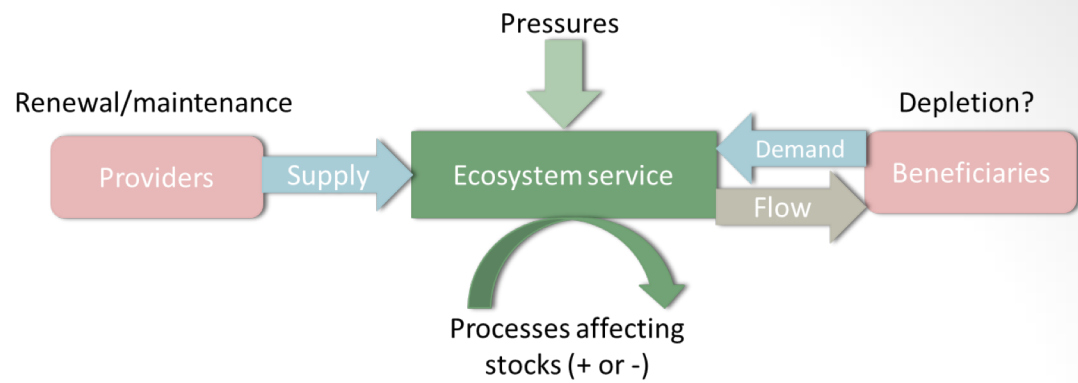 Pressures
Renewal/maintenance
Depletion?
Providers
Supply
Ecosystem service
Demand
Beneficiaries
Flow
Processes affecting
stocks (+ or -)